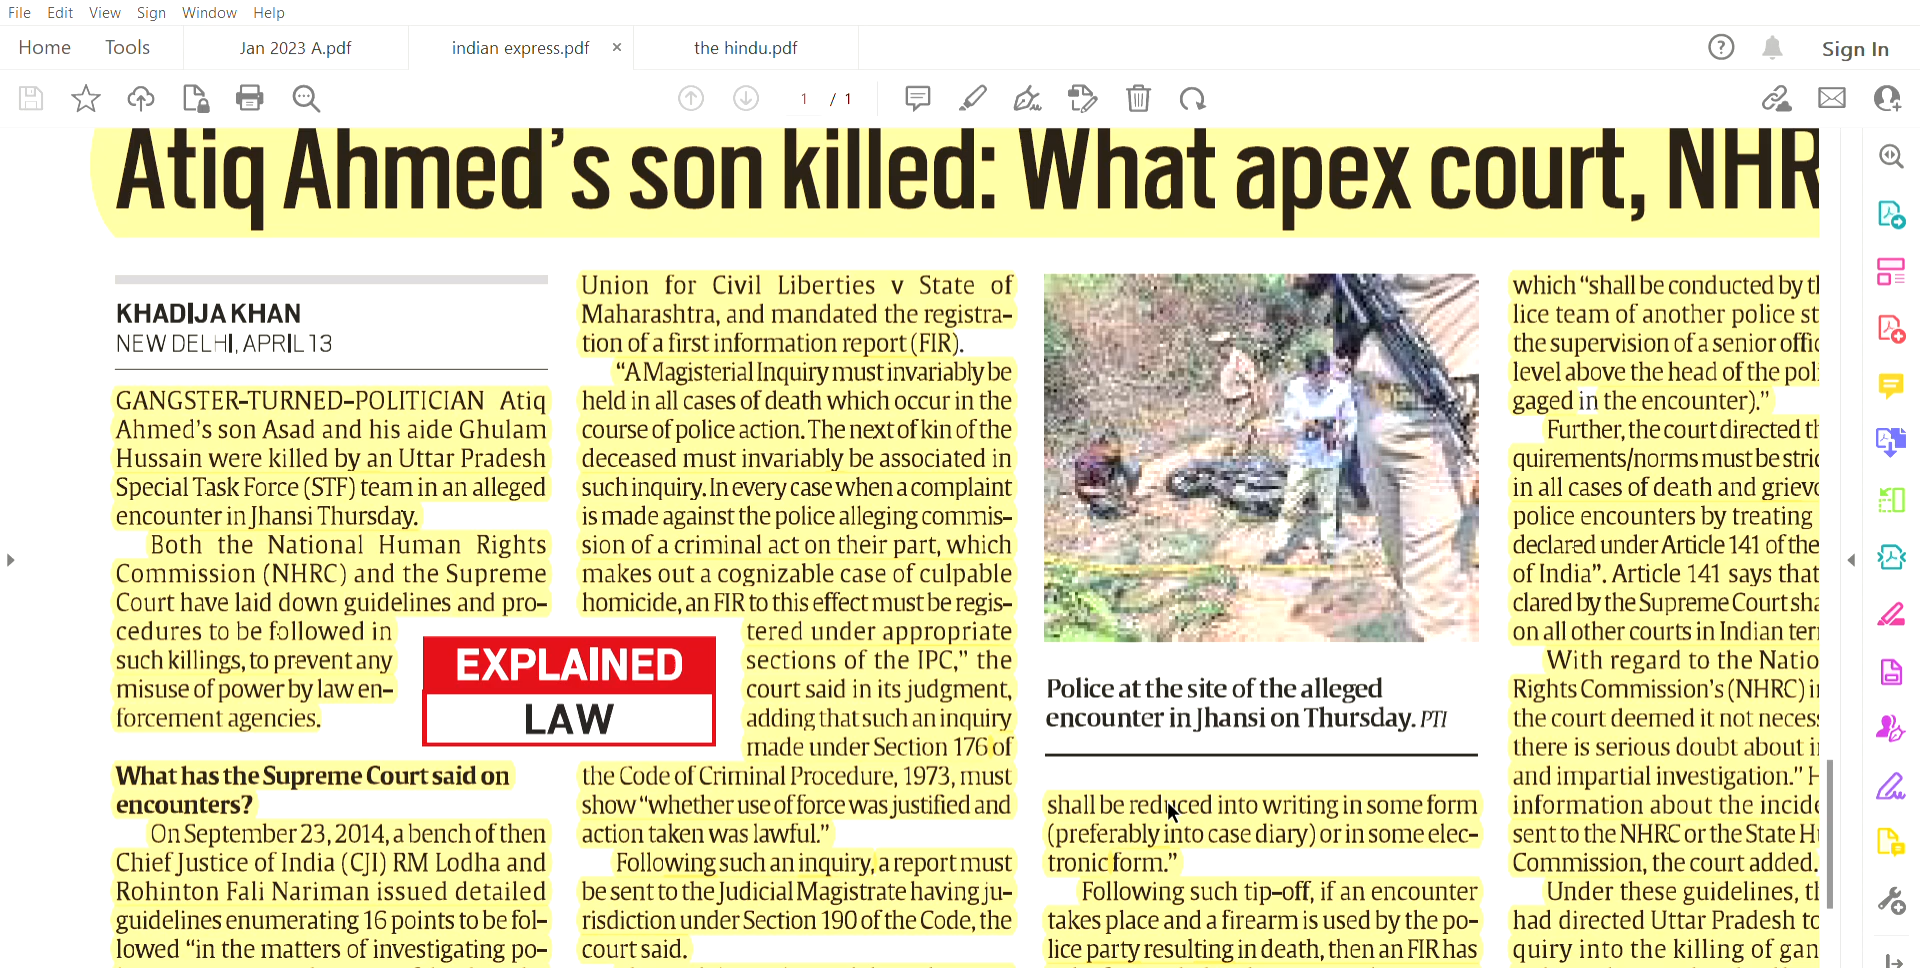 File Edit View Sign Window Help
Home Tools Jan 2023 A.pdf indian express.pdf × the hindu.pdf ? Sign In
1 / 1
Atiq Ahmed's son killed: What apex court, NHR
KHADIJA KHAN
NEW DELHI, APRIL 13
GANGSTER-TURNED-POLITICIAN Atiq
Ahmed's son Asad and his aide Ghulam
Hussain were killed by an Uttar Pradesh
Special Task Force (STF) team in an alleged
encounter in Jhansi Thursday.
Both the National Human Rights
Commission (NHRC) and the Supreme
Court have laid down guidelines and pro-
cedures to be followed in
such killings, to prevent any
misuse of power by law en-
forcement agencies.
What has the Supreme Court said on
encounters?
On September 23, 2014, a bench of then
Chief Justice of India (CJI) RM Lodha and
Rohinton Fali Nariman issued detailed
guidelines enumerating 16 points to be fol-
lowed “in the matters of investigating po-
EXPLAINED
LAW
Union for Civil Liberties v State of
Maharashtra, and mandated the registra-
tion of a first information report (FIR).
“A Magisterial Inquiry must invariably be
held in all cases of death which occur in the
course of police action. The next of kin of the
deceased must invariably be associated in
such inquiry. In every case when a complaint
is made against the police alleging commis-
sion of a criminal act on their part, which
makes out a cognizable case of culpable
homicide, an FIR to this effect must be regis-
tered under appropriate
sections of the IPC,” the
court said in its judgment,
adding that such an inquiry
made under Section 176 of
the Code of Criminal Procedure, 1973, must
show “whether use of force was justified and
action taken was lawful.”
Following such an inquiry, a report must
be sent to the Judicial Magistrate having ju-
risdiction under Section 190 of the Code, the
court said.
Police at the site of the alleged
encounter in Jhansi on Thursday. PTI
shall be reduced into writing in some form
(preferably into case diary) or in some elec-
tronic form.”
Following such tip-off, if an encounter
takes place and a firearm is used by the po-
lice party resulting in death, then an FIR has
which “shall be conducted by th
lice team of another police st
the supervision of a senior offic
level above the head of the pol
gaged in the encounter).”
Further, the court directed th
quirements/norms must be stric
in all cases of death and grievo
police encounters by treating
declared under Article 141 of the
of India”. Article 141 says that
clared by the Supreme Court sha
on all other courts in Indian terr
With regard to the Natio
Rights Commission's (NHRC) in
the court deemed it not necess
there is serious doubt about in
and impartial investigation.” H
information about the incide
sent to the NHRC or the State Hu
Commission, the court added.
Under these guidelines, th
had directed Uttar Pradesh to
quiry into the killing of gan